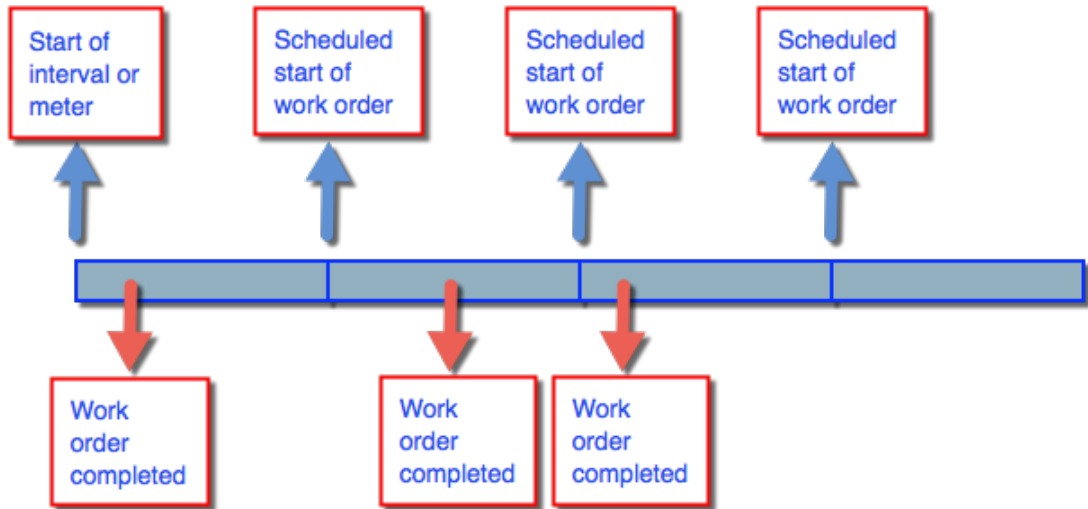 Start of
interval or
meter
Scheduled
start of
work order
Scheduled
start of
work order
Scheduled
start of
work order
Work
order
completed
Work
order
completed
Work
order
completed